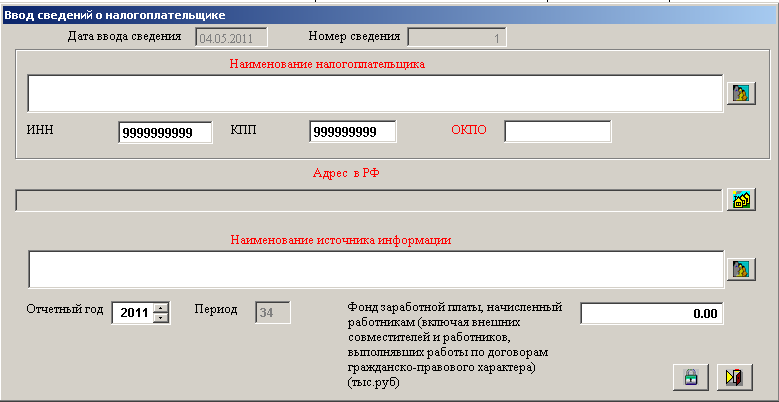 Ввод сведений о налогоплательщике
Дата ввода сведения 04.05.2011 Номер сведения 1
Наименование налогоплательщика
ИНН 9999999999 КПП 999999999 ОКПО
Адрес в РФ
Наименование источника информации
Отчетный год 2011 Период 34
Фонд заработной платы, начисленный 0.00
работникам (включая внешних
совместителей и работников,
выполнявших работы по договорам
гражданско-правового характера)
(тыс.руб)